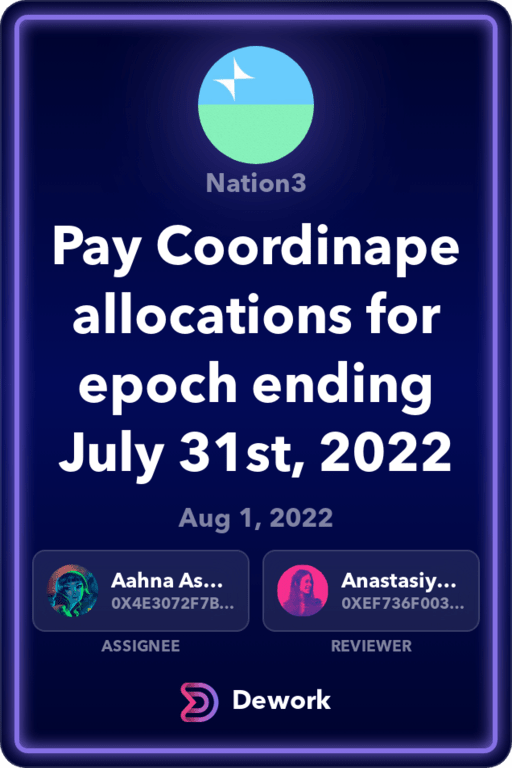 Nation3
Pay Coordinape
allocations for
epoch ending
July 31st, 2022
Aug 1, 2022
Aahna As...
0X4E3072F7B...
ASSIGNEE
Anastasiy...
0XEF736F003...
REVIEWER
Dework